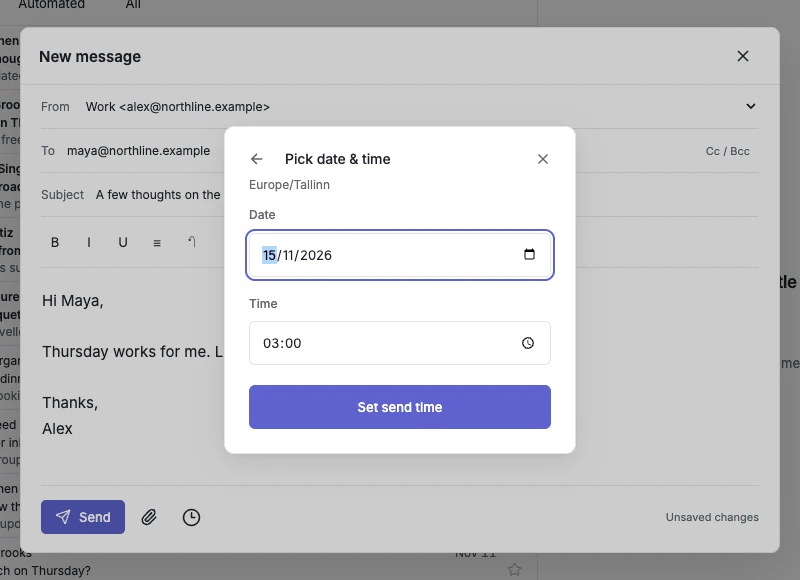 Automated All
New message
From Work <alex@northline.example>
To maya@northline.example Cc / Bcc
Subject A few thoughts on the
B I U
Hi Maya,
Thursday works for me. L
Thanks,
Alex
Send Unsaved changes
Pick date & time
Europe/Tallinn
Date
15/11/2026
Time
03:00
Set send time
Nov 11
on Thursday?